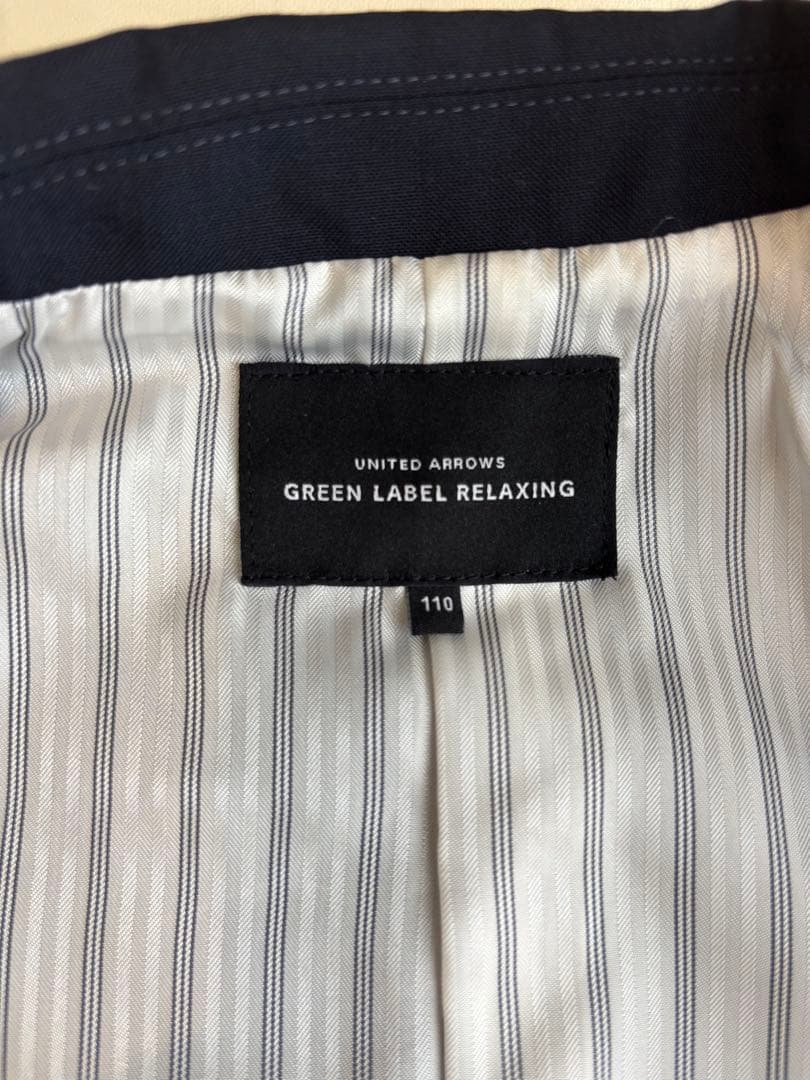 UNITED ARROWS
GREEN LABEL RELAXING
110